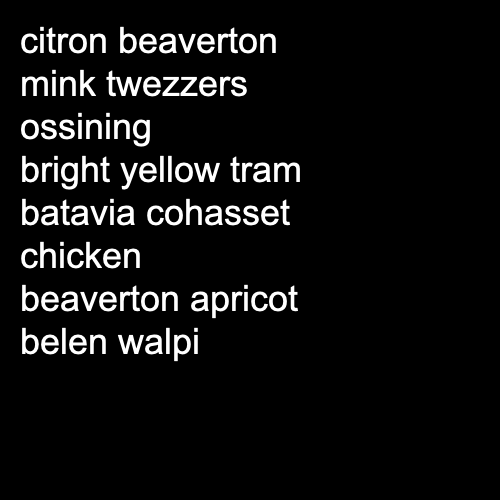 citron beaverton
mink twezzers
ossining
bright yellow tram
batavia cohasset
chicken
beaverton apricot
belen walpi